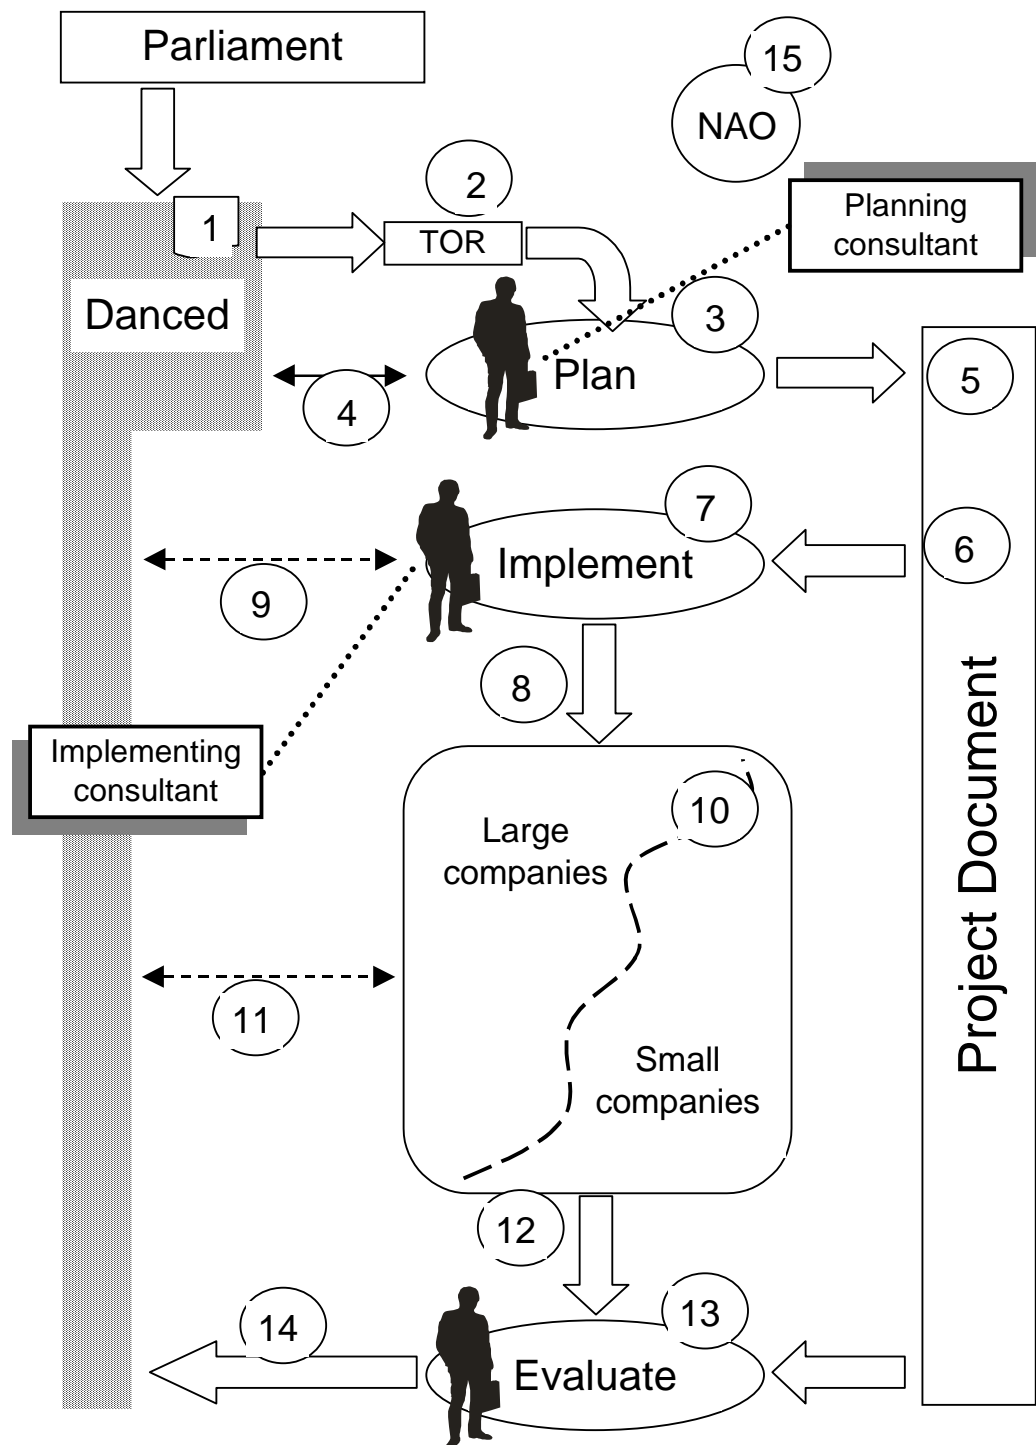 Parliament
15
NAO
2
1
TOR
Planning
consultant
Danced
3
Plan
5
4
7
Implement
6
9
8
Implementing
consultant
10
Large
companies
Project Document
11
Small
companies
12
13
14
Evaluate